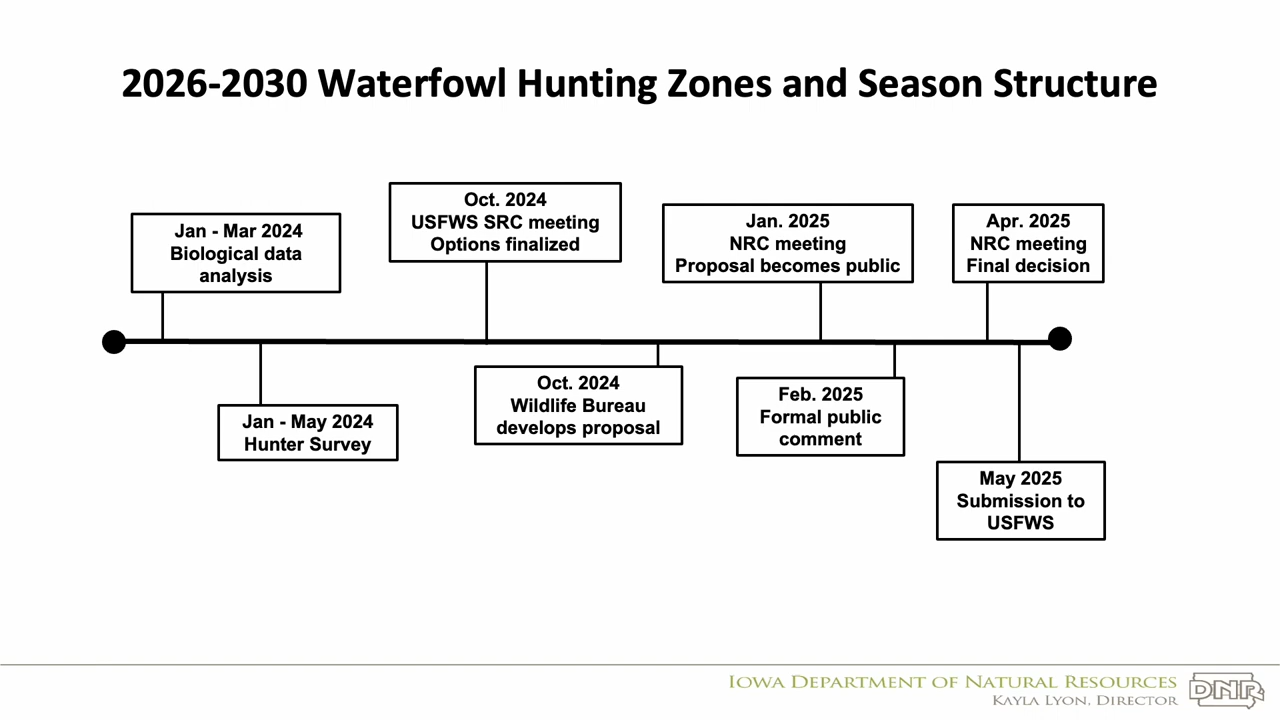 2026-2030 Waterfowl Hunting Zones and Season Structure
Jan - Mar 2024
Biological data
analysis
Jan - May 2024
Hunter Survey
Oct. 2024
USFWS SRC meeting
Options finalized
Oct. 2024
Wildlife Bureau
develops proposal
Jan. 2025
NRC meeting
Proposal becomes public
Feb. 2025
Formal public
comment
Apr. 2025
NRC meeting
Final decision
May 2025
Submission to
USFWS
Iowa Department of Natural Resources
Kayla Lyon, Director
DNR